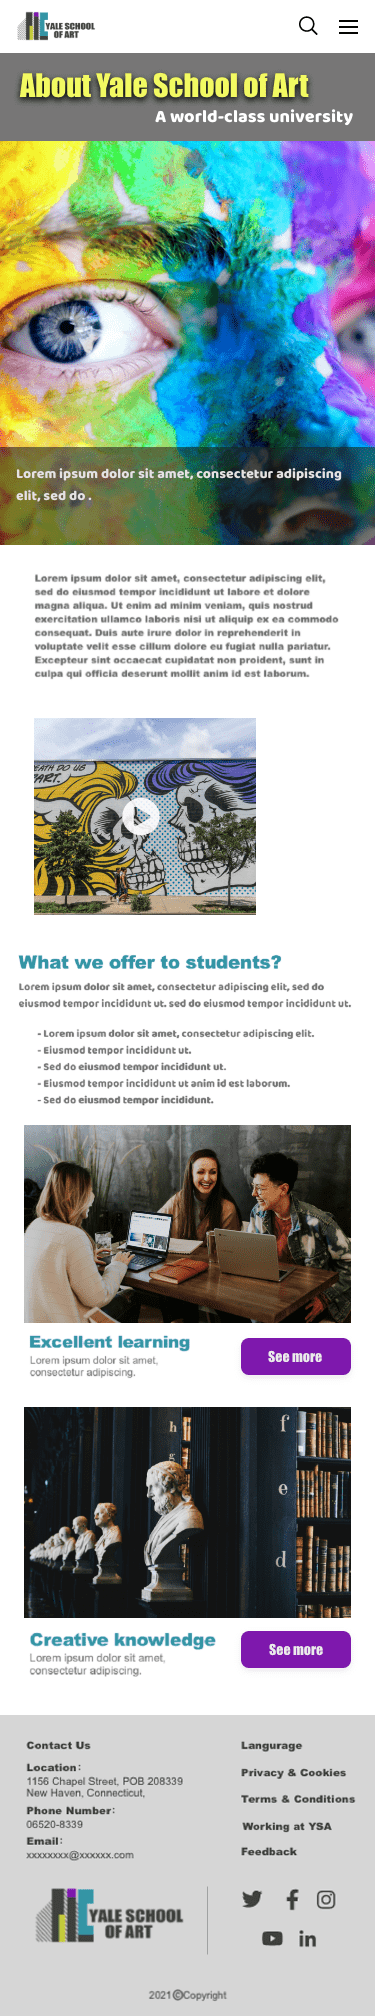 YALE SCHOOL
OF ART
About Yale School of Art
A world-class university
Lorem ipsum dolor sit amet, consectetur adipiscing
elit, sed do .
Lorem ipsum dolor sit amet, consectetur adipiscing elit,
sed do eiusmod tempor incididunt ut labore et dolore
magna aliqua. Ut enim ad minim veniam, quis nostrud
exercitation ullamco laboris nisi ut aliquip ex ea commodo
consequat. Duis aute irure dolor in reprehenderit in
voluptate velit esse cillum dolore eu fugiat nulla pariatur.
Excepteur sint occaecat cupidatat non proident, sunt in
culpa qui officia deserunt mollit anim id est laborum.
EATH DO US
ART.
What we offer to students?
Lorem ipsum dolor sit amet, consectetur adipiscing elit, sed do
eiusmod tempor incididunt ut. sed do eiusmod tempor incididunt ut.
- Lorem ipsum dolor sit amet, consectetur adipiscing elit.
- Eiusmod tempor incididunt ut.
- Sed do eiusmod tempor incididunt ut.
- Eiusmod tempor incididunt ut anim id est laborum.
- Sed do eiusmod tempor incididunt.
Excellent learning
Lorem ipsum dolor sit amet,
consectetur adipiscing.
See more
h
g
f
e
d
Creative knowledge
Lorem ipsum dolor sit amet,
consectetur adipiscing.
See more
Contact Us
Location:
1156 Chapel Street, POB 208339
New Haven, Connecticut,
Phone Number:
06520-8339
Email:
xxxxxxxx@xxxxxx.com
Langurage
Privacy & Cookies
Terms & Conditions
Working at YSA
Feedback
YALE SCHOOL
OF ART
2021©Copyright